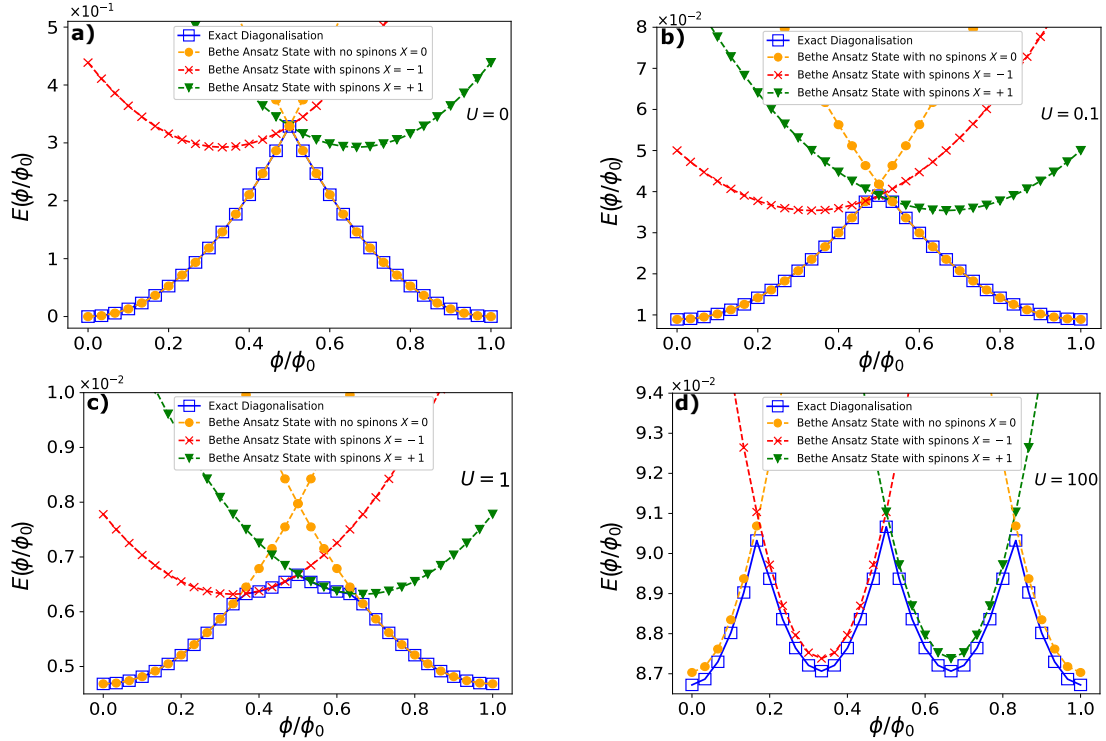 ×10⁻¹
a)
Exact Diagonalisation
Bethe Ansatz State with no spinons X = 0
Bethe Ansatz State with spinons X = −1
Bethe Ansatz State with spinons X = +1
U = 0
E(ϕ/ϕ₀)
5
4
3
2
1
0
0.0 0.2 0.4 0.6 0.8 1.0
ϕ/ϕ₀
×10⁻²
b)
Exact Diagonalisation
Bethe Ansatz State with no spinons X = 0
Bethe Ansatz State with spinons X = −1
Bethe Ansatz State with spinons X = +1
U = 0.1
E(ϕ/ϕ₀)
8
7
6
5
4
3
2
1
0.0 0.2 0.4 0.6 0.8 1.0
ϕ/ϕ₀
×10⁻²
c)
Exact Diagonalisation
Bethe Ansatz State with no spinons X = 0
Bethe Ansatz State with spinons X = −1
Bethe Ansatz State with spinons X = +1
U = 1
E(ϕ/ϕ₀)
1.0
0.9
0.8
0.7
0.6
0.5
0.0 0.2 0.4 0.6 0.8 1.0
ϕ/ϕ₀
×10⁻²
d)
Exact Diagonalisation
Bethe Ansatz State with no spinons X = 0
Bethe Ansatz State with spinons X = −1
Bethe Ansatz State with spinons X = +1
U = 100
E(ϕ/ϕ₀)
9.4
9.3
9.2
9.1
9.0
8.9
8.8
8.7
0.0 0.2 0.4 0.6 0.8 1.0
ϕ/ϕ₀